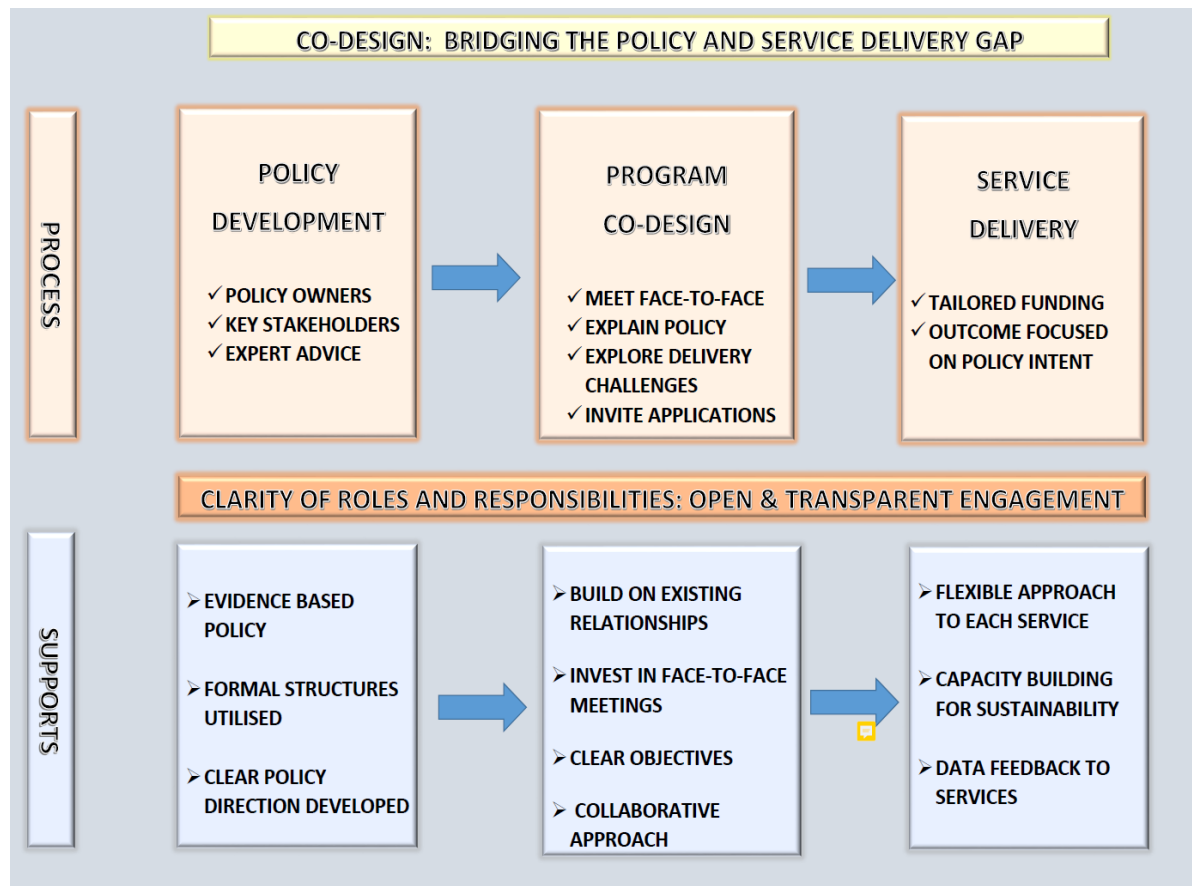 CO-DESIGN: BRIDGING THE POLICY AND SERVICE DELIVERY GAP
PROCESS
POLICY
DEVELOPMENT
✓ POLICY OWNERS
✓ KEY STAKEHOLDERS
✓ EXPERT ADVICE
PROGRAM
CO-DESIGN
✓ MEET FACE-TO-FACE
✓ EXPLAIN POLICY
✓ EXPLORE DELIVERY
CHALLENGES
✓ INVITE APPLICATIONS
SERVICE
DELIVERY
✓ TAILORED FUNDING
✓ OUTCOME FOCUSED
ON POLICY INTENT
CLARITY OF ROLES AND RESPONSIBILITIES: OPEN & TRANSPARENT ENGAGEMENT
SUPPORTS
➢ EVIDENCE BASED
POLICY
➢ FORMAL STRUCTURES
UTILISED
➢ CLEAR POLICY
DIRECTION DEVELOPED
➢ BUILD ON EXISTING
RELATIONSHIPS
➢ INVEST IN FACE-TO-FACE
MEETINGS
➢ CLEAR OBJECTIVES
➢ COLLABORATIVE
APPROACH
➢ FLEXIBLE APPROACH
TO EACH SERVICE
➢ CAPACITY BUILDING
FOR SUSTAINABILITY
➢ DATA FEEDBACK TO
SERVICES